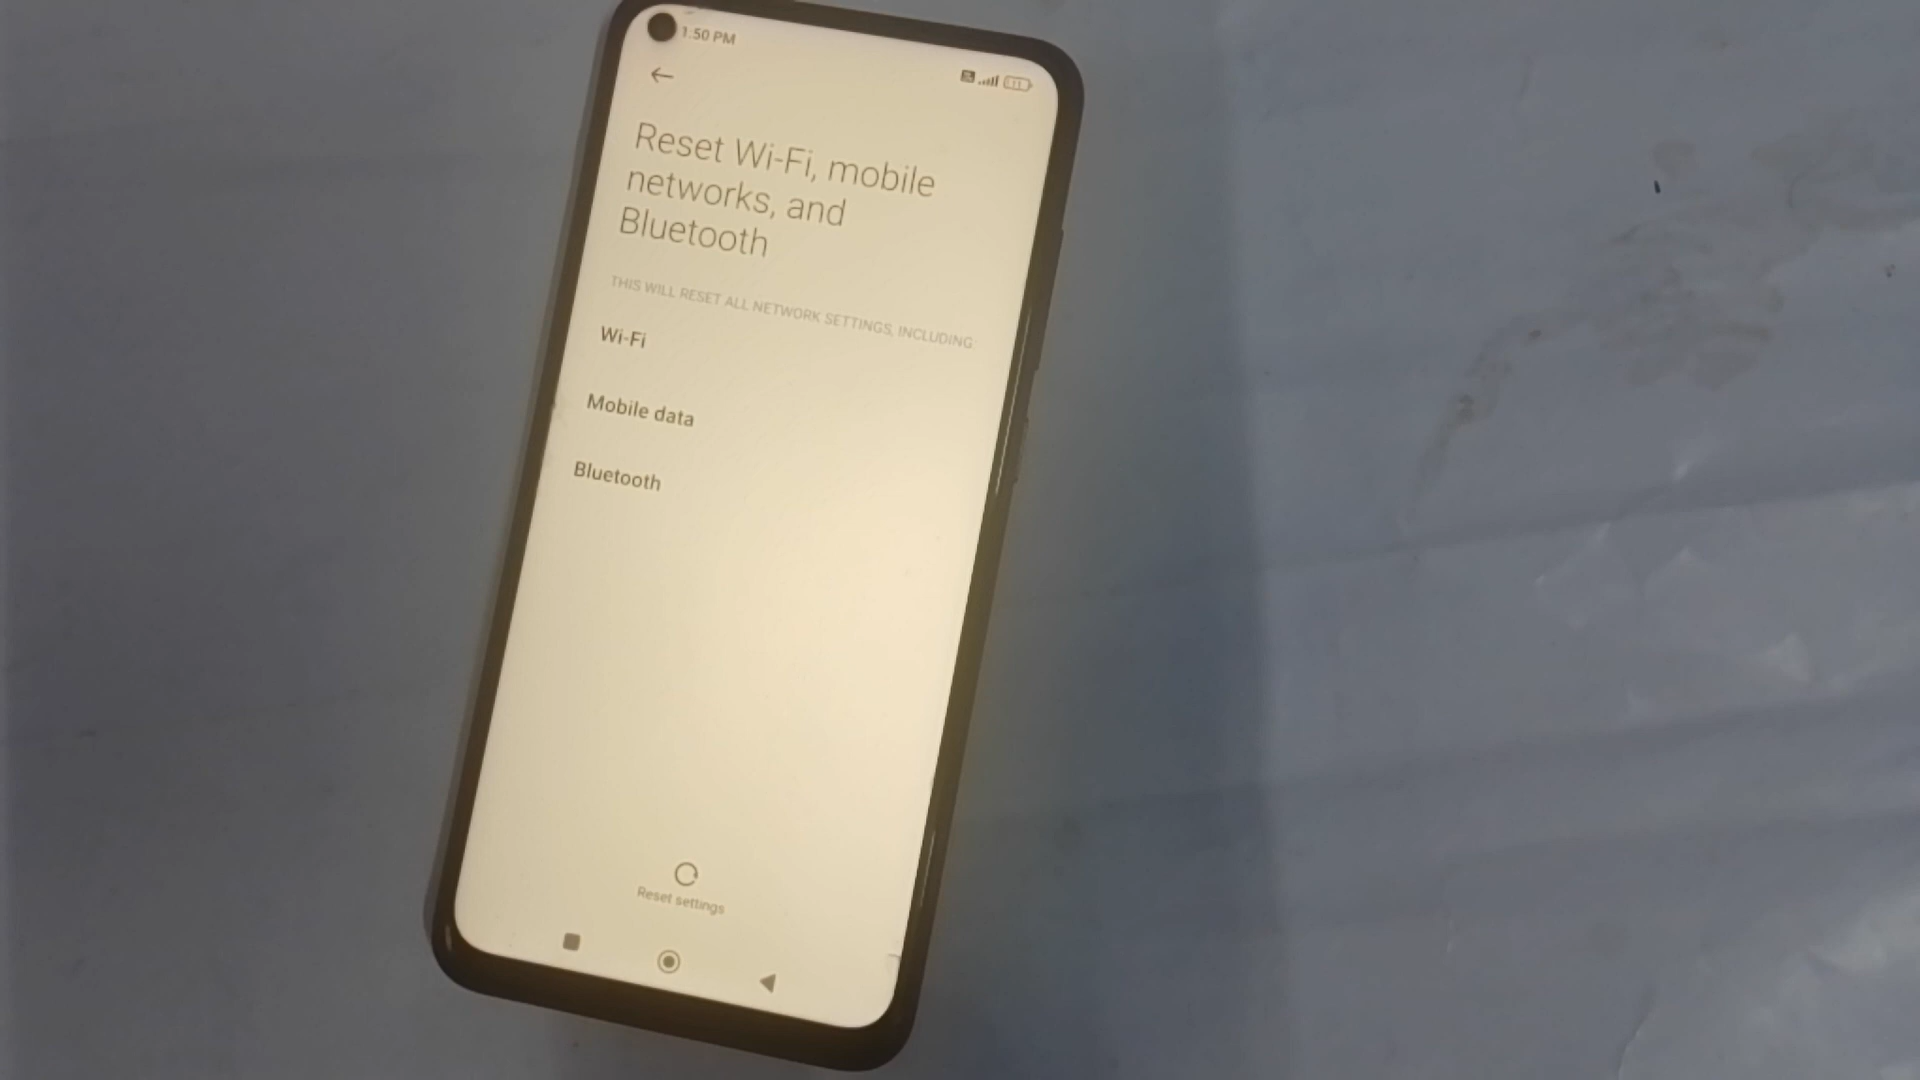 1.50 PM
Reset Wi-Fi, mobile
networks, and
Bluetooth
THIS WILL RESET ALL NETWORK SETTINGS, INCLUDING:
Wi-Fi
Mobile data
Bluetooth
Reset settings